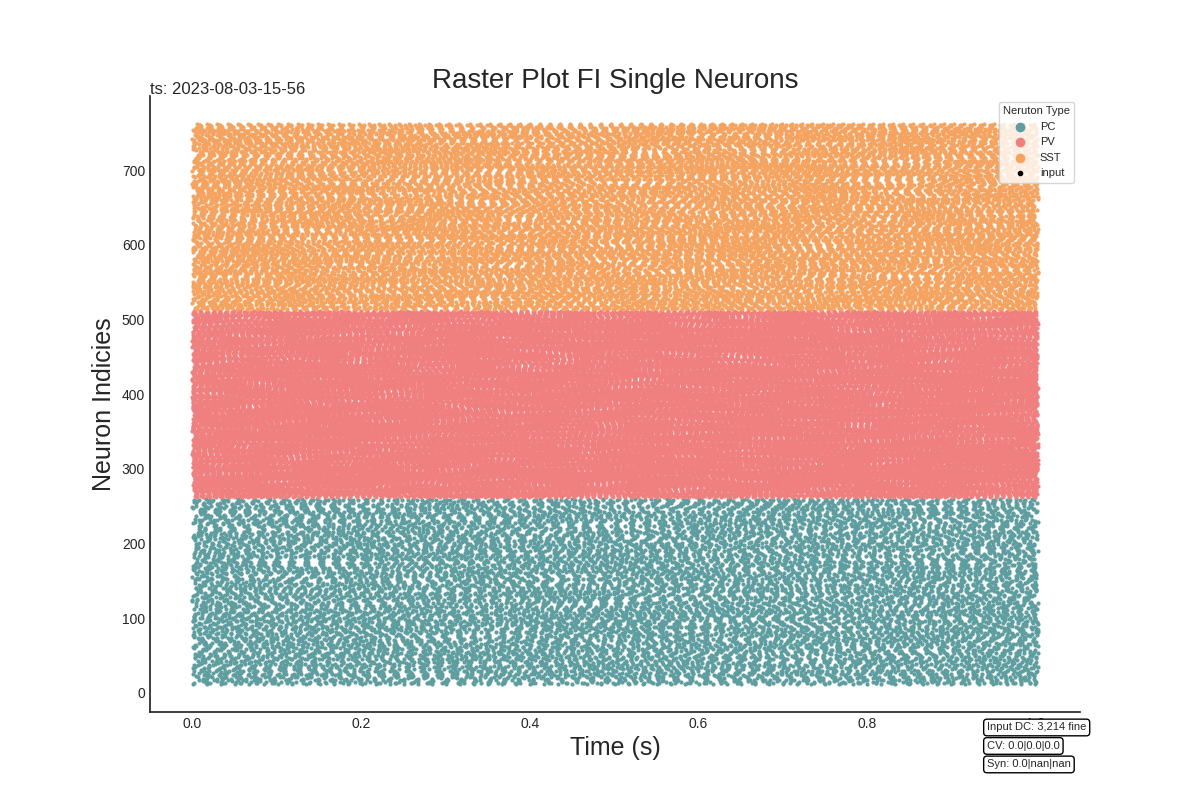 Raster Plot FI Single Neurons
ts: 2023-08-03-15-56
Neruton Type
PC
PV
SST
input
Neuron Indicies
700
600
500
400
300
200
100
0
0.0 0.2 0.4 0.6 0.8
Time (s)
Input DC: 3,214 fine
CV: 0.0|0.0|0.0
Syn: 0.0|nan|nan